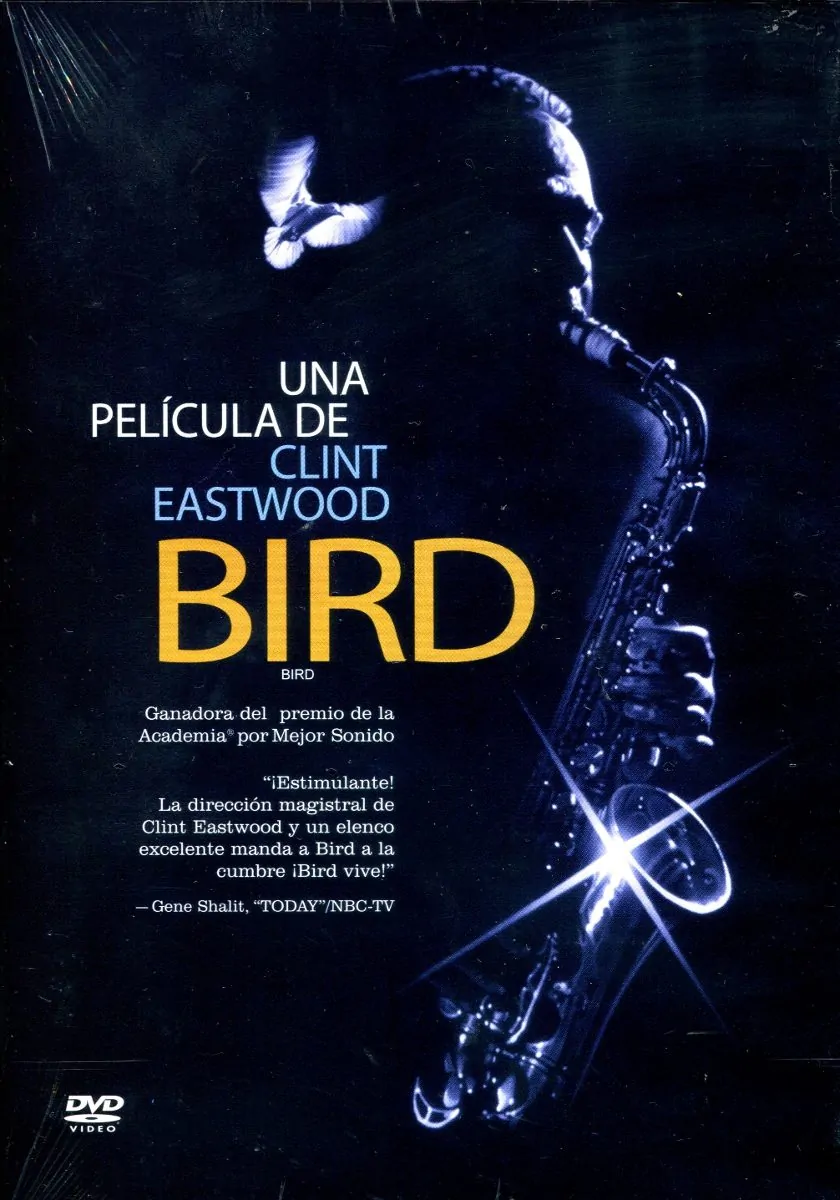 UNA
PELÍCULA DE
CLINT
EASTWOOD
BIRD
BIRD
Ganadora del premio de la
Academia® por Mejor Sonido
“¡Estimulante!
La dirección magistral de
Clint Eastwood y un elenco
excelente manda a Bird a la
cumbre ¡Bird vive!”
— Gene Shalit, “TODAY”/NBC-TV
DVD
VIDEO